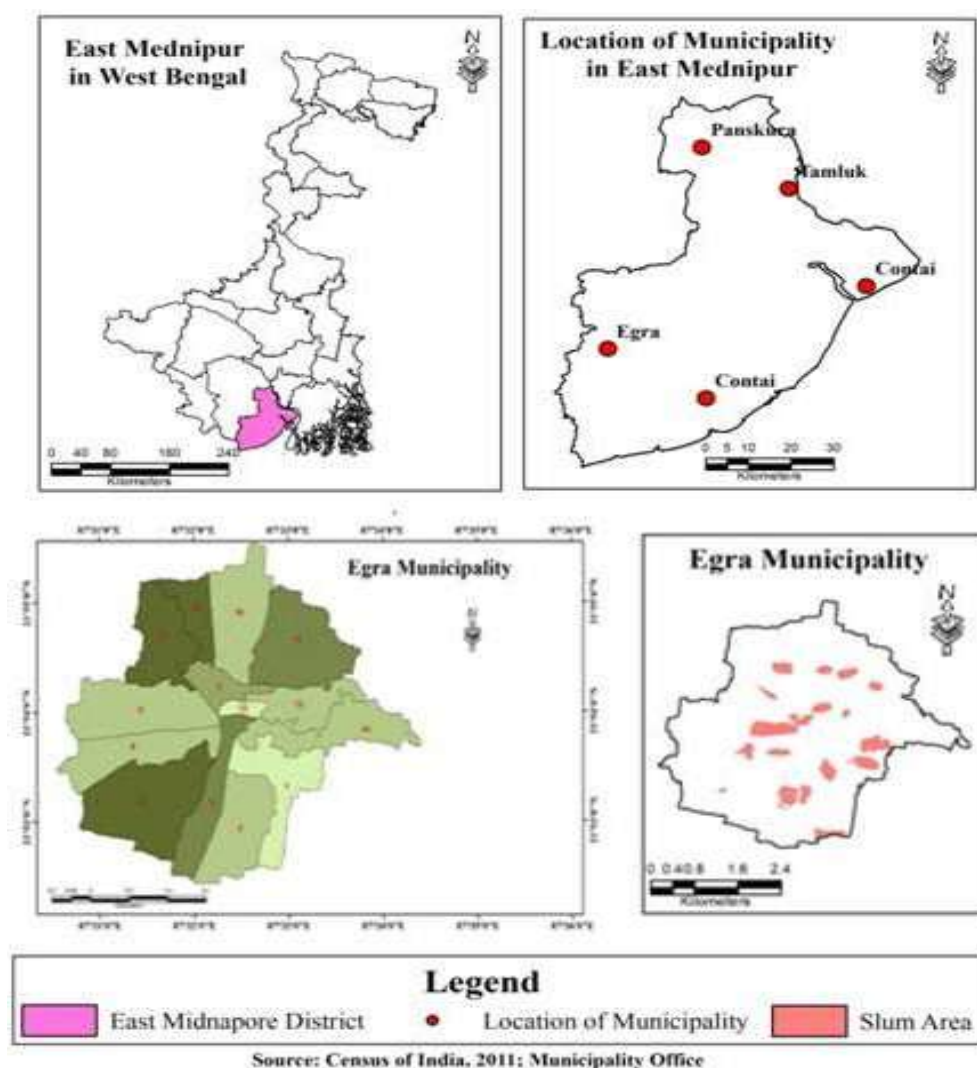 East Mednipur
in West Bengal
N
0 40 80 160 240
Kilometers
Location of Municipality
in East Mednipur
N
Panskura
Tamluk
Contai
Egra
Contai
0 5 10 20 30
Kilometers
Egra Municipality
Egra Municipality
N
0 0.4 0.8 1.6 2.4
Kilometers
Legend
East Midnapore District
Location of Municipality
Slum Area
Source: Census of India, 2011; Municipality Office